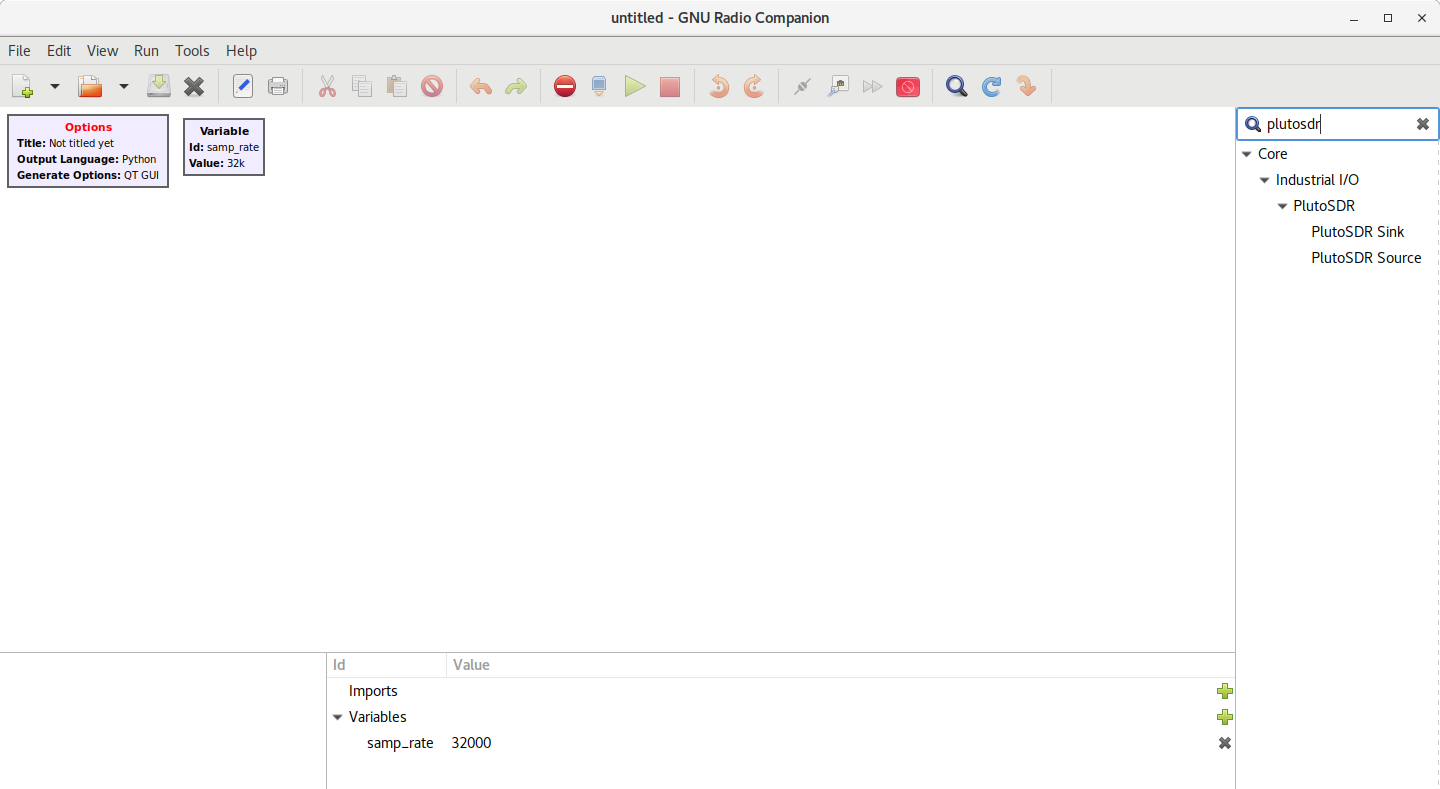 untitled - GNU Radio Companion
File Edit View Run Tools Help
Options
Title: Not titled yet
Output Language: Python
Generate Options: QT GUI
Variable
Id: samp_rate
Value: 32k
plutosdr
Core
Industrial I/O
PlutoSDR
PlutoSDR Sink
PlutoSDR Source
Id Value
Imports
Variables
samp_rate 32000